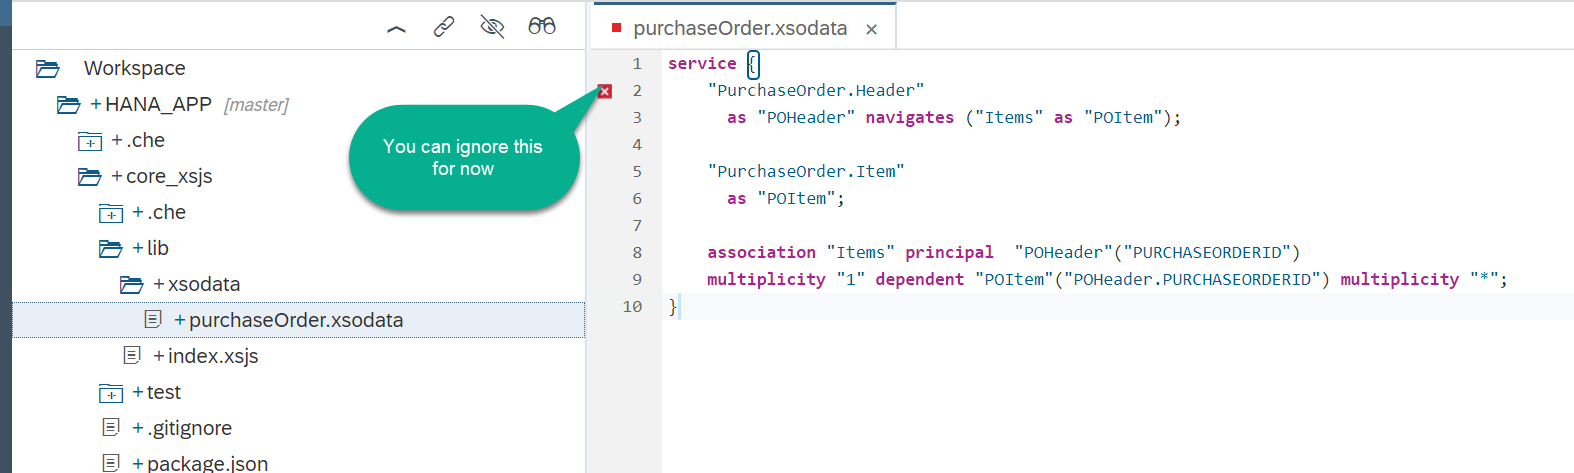 Workspace
+HANA_APP [master]
+.che
+core_xsjs
+.che
+lib
+xsodata
+purchaseOrder.xsodata
+index.xsjs
+test
+.gitignore
+package.json
You can ignore this
for now
purchaseOrder.xsodata ×
1 service {
2 "PurchaseOrder.Header"
3 as "POHeader" navigates ("Items" as "POItem");
4
5 "PurchaseOrder.Item"
6 as "POItem";
7
8 association "Items" principal  "POHeader"("PURCHASEORDERID")
9 multiplicity "1" dependent "POItem"("POHeader.PURCHASEORDERID") multiplicity "*";
10 }